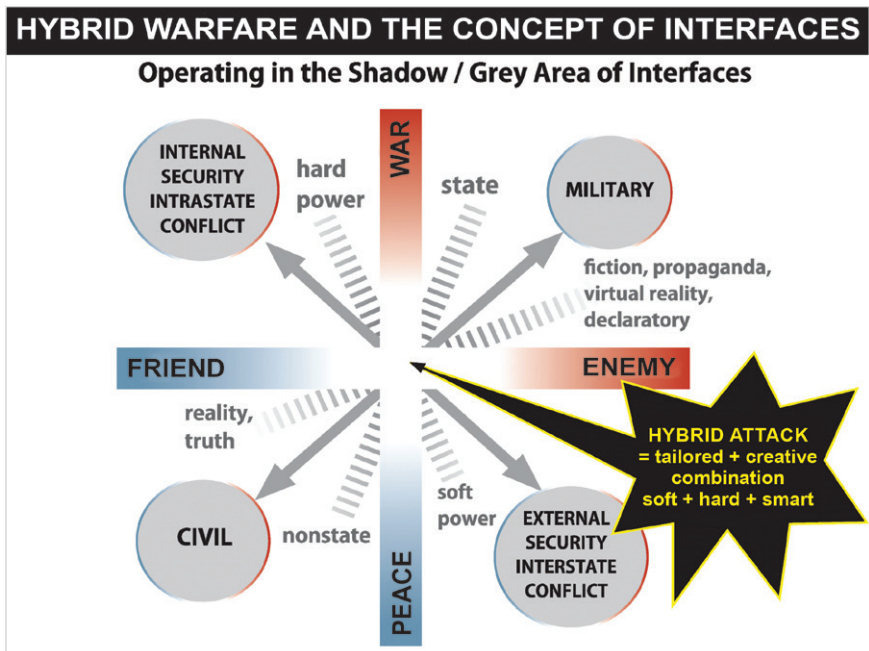 HYBRID WARFARE AND THE CONCEPT OF INTERFACES
Operating in the Shadow / Grey Area of Interfaces
INTERNAL
SECURITY
INTRASTATE
CONFLICT
hard
power
WAR
state
MILITARY
fiction, propaganda,
virtual reality,
declaratory
FRIEND
ENEMY
reality,
truth
HYBRID ATTACK
= tailored + creative
combination
soft + hard + smart
CIVIL
nonstate
PEACE
soft
power
EXTERNAL
SECURITY
INTERSTATE
CONFLICT